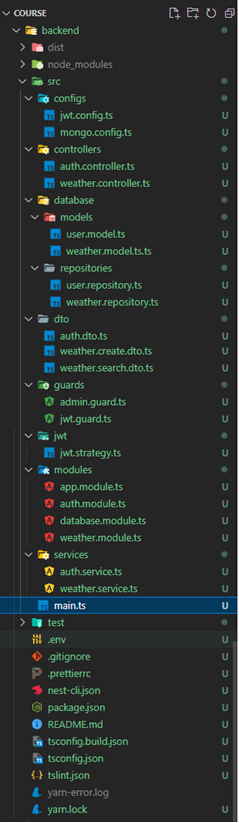 COURSE
backend
dist
node_modules
src
configs
jwt.config.ts U
mongo.config.ts U
controllers
auth.controller.ts U
weather.controller.ts U
database
models
user.model.ts U
weather.model.ts.ts U
repositories
user.repository.ts U
weather.repository.ts U
dto
auth.dto.ts U
weather.create.dto.ts U
weather.search.dto.ts U
guards
admin.guard.ts U
jwt.guard.ts U
jwt
jwt.strategy.ts U
modules
app.module.ts U
auth.module.ts U
database.module.ts U
weather.module.ts U
services
auth.service.ts U
weather.service.ts U
main.ts U
test
.env U
.gitignore U
.prettierrc U
nest-cli.json U
package.json U
README.md U
tsconfig.build.json U
tsconfig.json U
tslint.json U
yarn-error.log
yarn.lock U